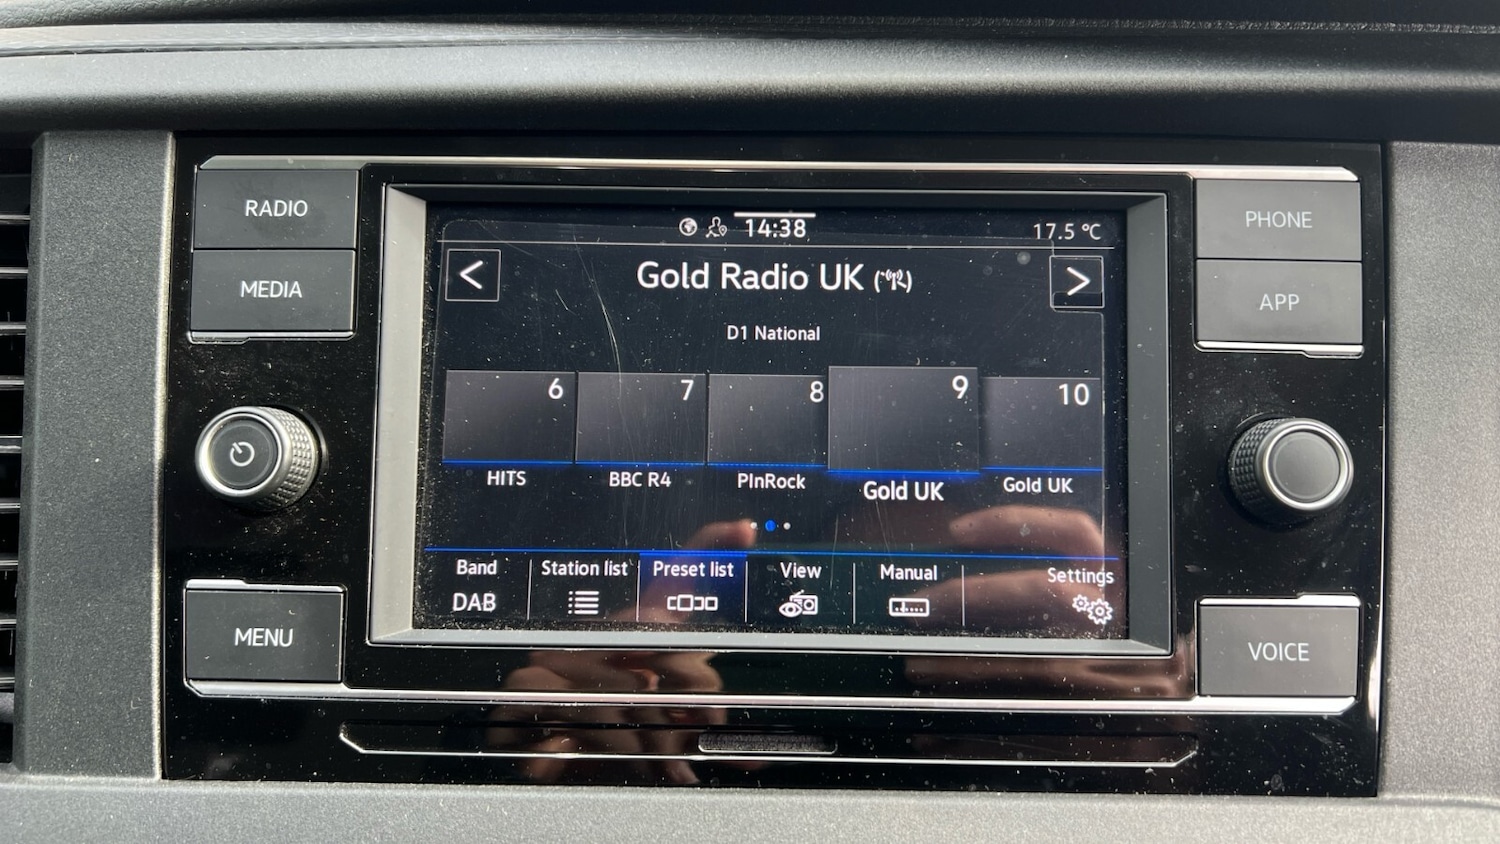 RADIO
MEDIA
MENU
14:38
17.5 °C
<
Gold Radio UK
>
D1 National
6
7
8
9
10
HITS
BBC R4
PlnRock
Gold UK
Gold UK
Band
Station list
Preset list
View
Manual
Settings
DAB
PHONE
APP
VOICE